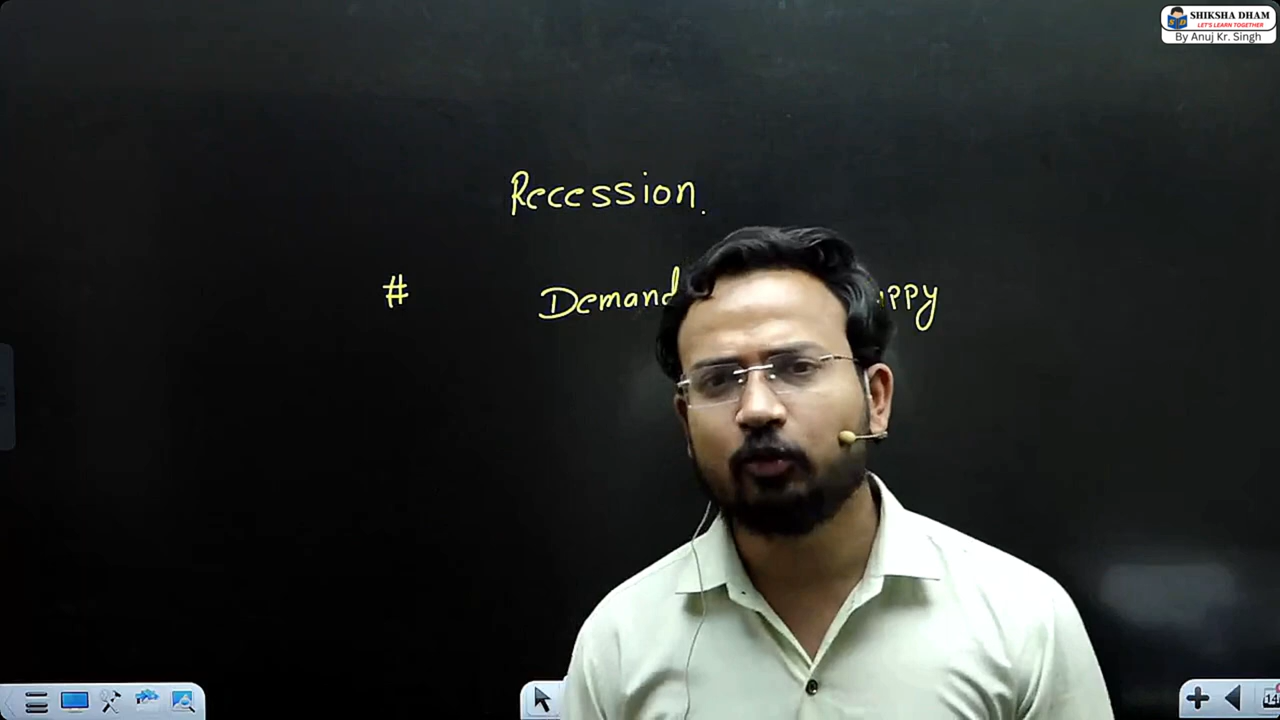 SHIKSHA DHAM
LET'S LEARN TOGETHER
By Anuj Kr. Singh
Recession.
# Demand